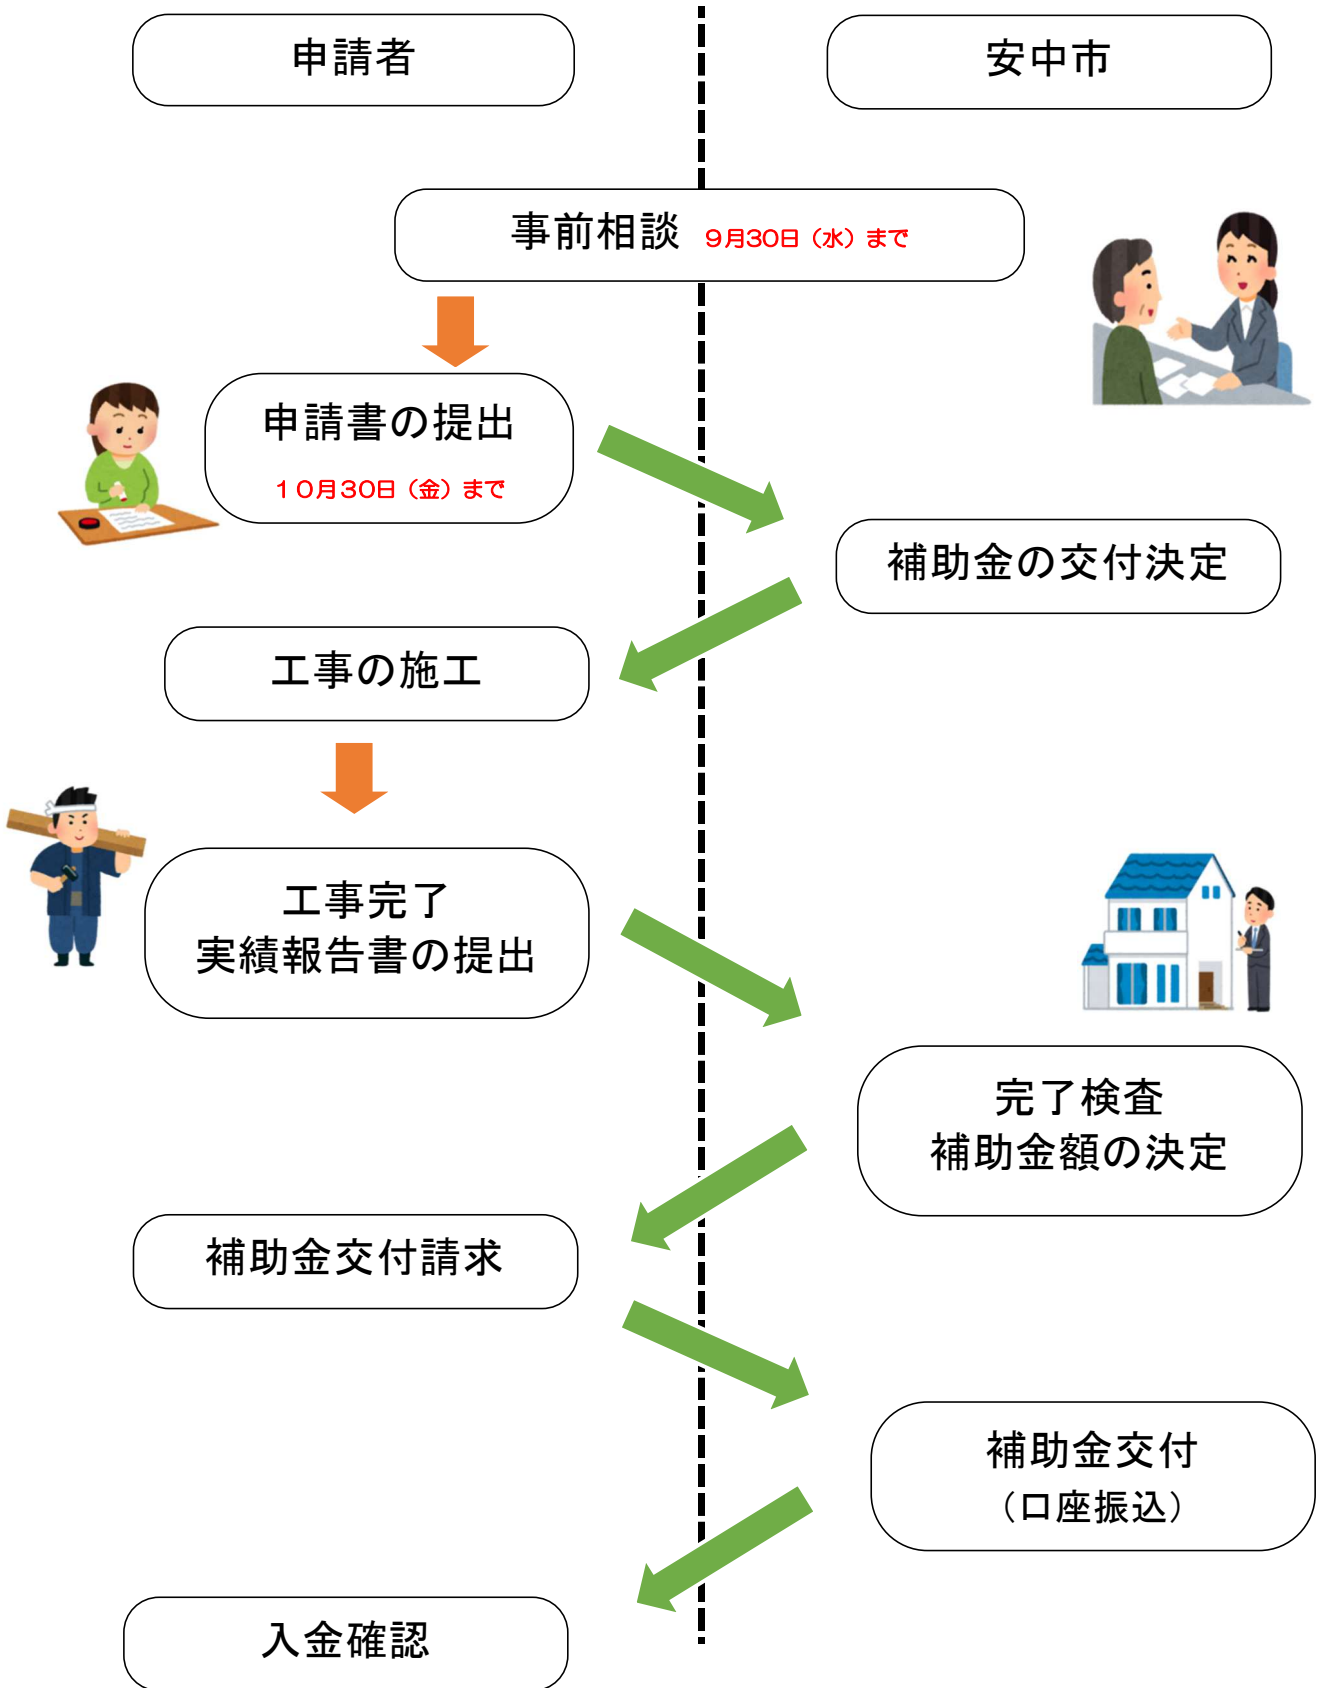 申請者
安中市
事前相談 9月30日（水）まで
申請書の提出
10月30日（金）まで
補助金の交付決定
工事の施工
工事完了
実績報告書の提出
完了検査
補助金額の決定
補助金交付請求
補助金交付
（口座振込）
入金確認